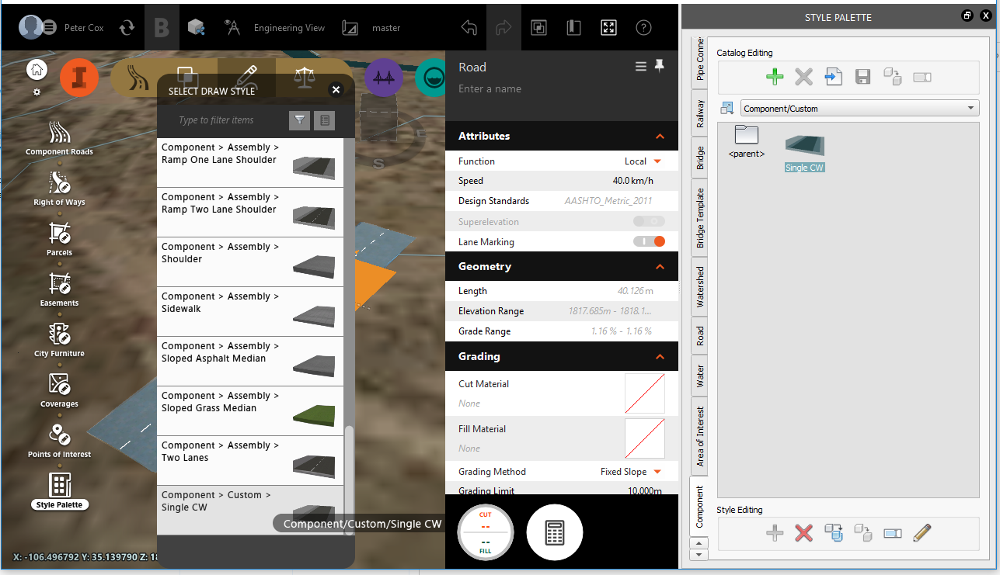 Peter Cox
B
Engineering View
master
SELECT DRAW STYLE
Type to filter items
Component > Assembly >
Ramp One Lane Shoulder
Component > Assembly >
Ramp Two Lane Shoulder
Component > Assembly >
Shoulder
Component > Assembly >
Sidewalk
Component > Assembly >
Sloped Asphalt Median
Component > Assembly >
Sloped Grass Median
Component > Assembly >
Two Lanes
Component > Custom >
Single CW
Component/Custom/Single CW
Component Roads
Right of Ways
Parcels
Easements
City Furniture
Coverages
Points of Interest
Style Palette
X: -106.496792 Y: 35.139790 Z: 18
E
S
Road
Enter a name
Attributes
Function Local
Speed 40.0 km/h
Design Standards AASHTO_Metric_2011
Superelevation
Lane Marking
Geometry
Length 40.126 m
Elevation Range 1817.685m - 1818.1...
Grade Range 1.16 % - 1.16 %
Grading
Cut Material
None
Fill Material
None
Grading Method Fixed Slope
Grading Limit 10.000m
CUT
--
--
FILL
STYLE PALETTE
Pipe Conne
Railway
Bridge
Bridge Template
Watershed
Road
Water
Area of Interest
Component
Catalog Editing
Component/Custom
<parent>
Single CW
Style Editing